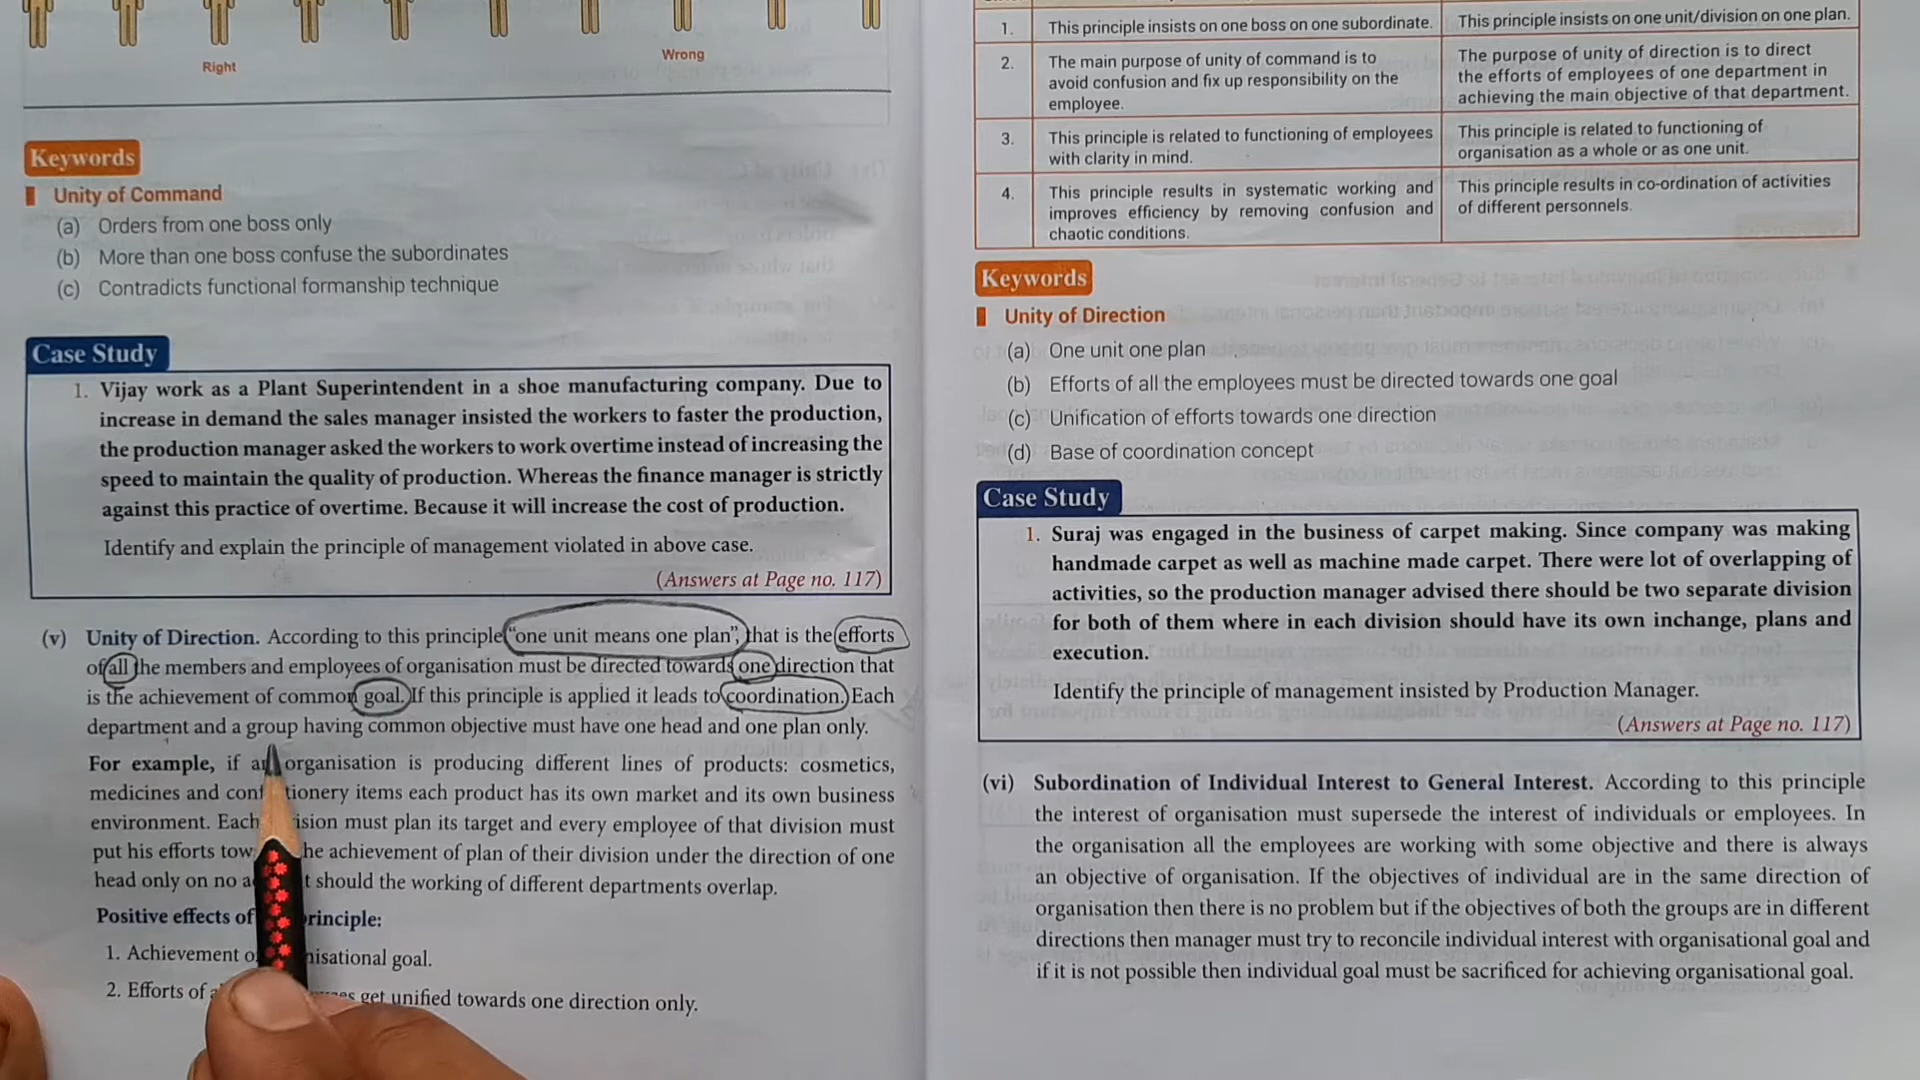 Right
Wrong
Keywords
Unity of Command
(a) Orders from one boss only
(b) More than one boss confuse the subordinates
(c) Contradicts functional formanship technique
Case Study
1. Vijay work as a Plant Superintendent in a shoe manufacturing company. Due to
increase in demand the sales manager insisted the workers to faster the production,
the production manager asked the workers to work overtime instead of increasing the
speed to maintain the quality of production. Whereas the finance manager is strictly
against this practice of overtime. Because it will increase the cost of production.
Identify and explain the principle of management violated in above case.
(Answers at Page no. 117)
(v) Unity of Direction. According to this principle "one unit means one plan", that is the efforts
of all the members and employees of organisation must be directed towards one direction that
is the achievement of common goal. If this principle is applied it leads to coordination. Each
department and a group having common objective must have one head and one plan only.
For example, if an organisation is producing different lines of products: cosmetics,
medicines and tionery items each product has its own market and its own business
environment. Each ision must plan its target and every employee of that division must
put his efforts tow he achievement of plan of their division under the direction of one
head only on no a t should the working of different departments overlap.
Positive effects of rinciple:
1. Achievement o nisational goal.
2. Efforts of get unified towards one direction only.
1. This principle insists on one boss on one subordinate. This principle insists on one unit/division on one plan.
2. The main purpose of unity of command is to The purpose of unity of direction is to direct
avoid confusion and fix up responsibility on the the efforts of employees of one department in
employee. achieving the main objective of that department.
3. This principle is related to functioning of employees This principle is related to functioning of
with clarity in mind. organisation as a whole or as one unit.
4. This principle results in systematic working and This principle results in co-ordination of activities
improves efficiency by removing confusion and of different personnels.
chaotic conditions.
Keywords
Unity of Direction
(a) One unit one plan
(b) Efforts of all the employees must be directed towards one goal
(c) Unification of efforts towards one direction
(d) Base of coordination concept
Case Study
1. Suraj was engaged in the business of carpet making. Since company was making
handmade carpet as well as machine made carpet. There were lot of overlapping of
activities, so the production manager advised there should be two separate division
for both of them where in each division should have its own inchange, plans and
execution.
Identify the principle of management insisted by Production Manager.
(Answers at Page no. 117)
(vi) Subordination of Individual Interest to General Interest. According to this principle
the interest of organisation must supersede the interest of individuals or employees. In
the organisation all the employees are working with some objective and there is always
an objective of organisation. If the objectives of individual are in the same direction of
organisation then there is no problem but if the objectives of both the groups are in different
directions then manager must try to reconcile individual interest with organisational goal and
if it is not possible then individual goal must be sacrificed for achieving organisational goal.